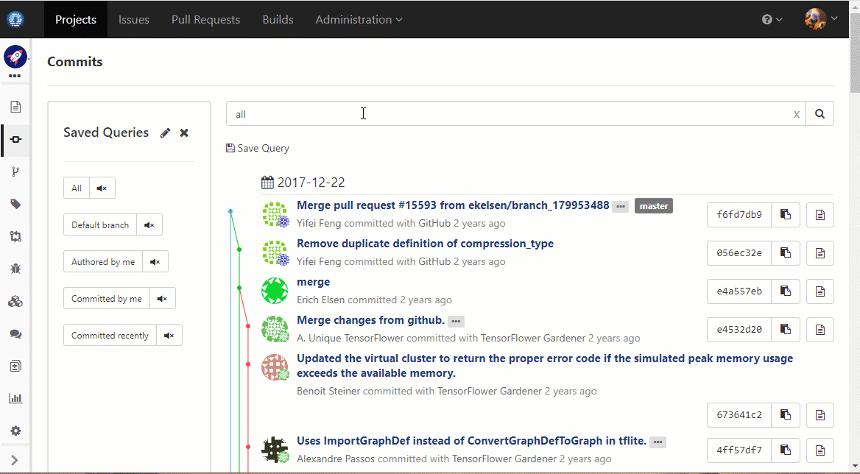 Projects Issues Pull Requests Builds Administration
Commits
Saved Queries
All
Default branch
Authored by me
Committed by me
Committed recently
all x
Save Query
2017-12-22
Merge pull request #15593 from ekelsen/branch_179953488 ••• master
Yifei Feng committed with GitHub 2 years ago
f6fd7db9
Remove duplicate definition of compression_type
Yifei Feng committed with GitHub 2 years ago
056ec32e
merge
Erich Elsen committed 2 years ago
e4a557eb
Merge changes from github. •••
A. Unique TensorFlower committed with TensorFlower Gardener 2 years ago
e4532d20
Updated the virtual cluster to return the proper error code if the simulated peak memory usage
exceeds the available memory.
Benoit Steiner committed with TensorFlower Gardener 2 years ago
673641c2
Uses ImportGraphDef instead of ConvertGraphDefToGraph in tflite. •••
Alexandre Passos committed with TensorFlower Gardener 2 years ago
4ff57df7